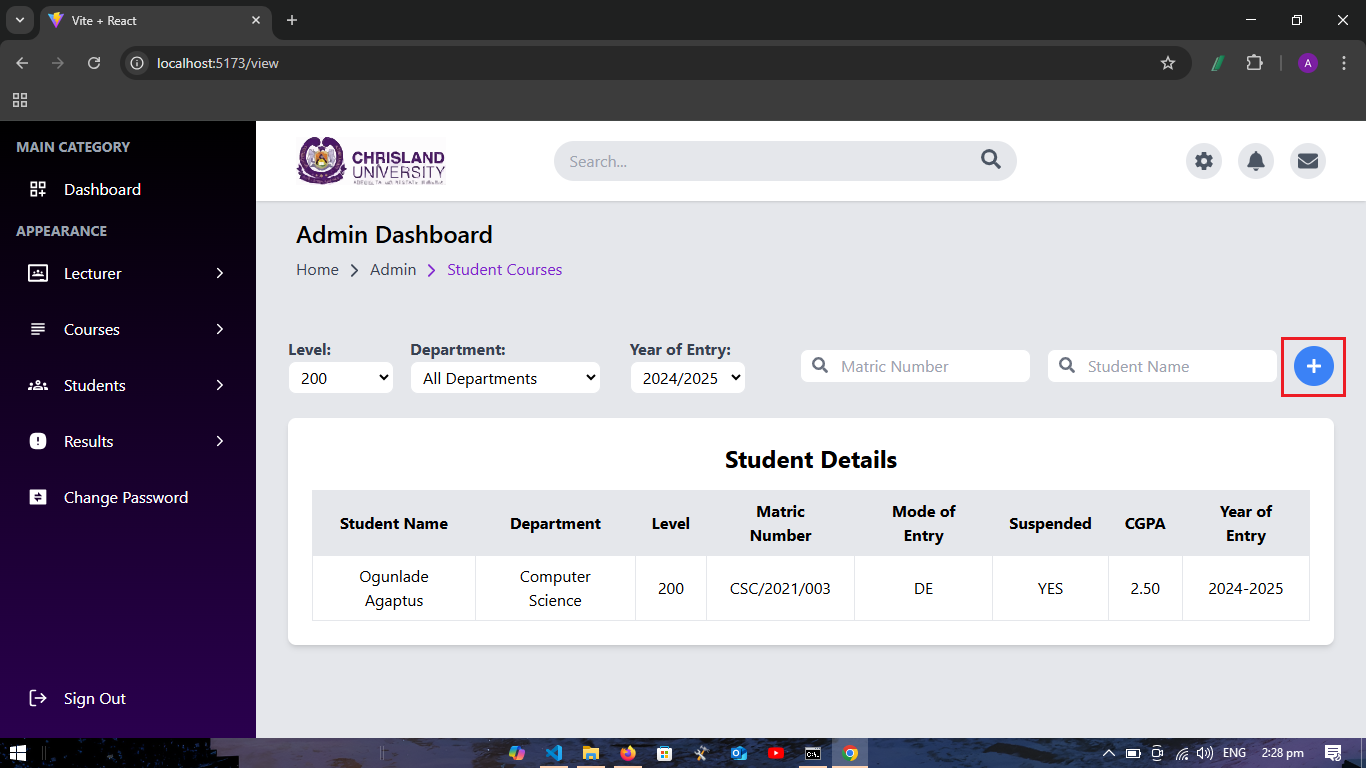 Vite + React
localhost:5173/view
A
MAIN CATEGORY
Dashboard
APPEARANCE
Lecturer
Courses
Students
Results
Change Password
Sign Out
CHRISLAND
UNIVERSITY
Search...
Admin Dashboard
Home Admin Student Courses
Level: Department: Year of Entry:
200 All Departments 2024/2025 Matric Number Student Name
Student Details
Student Name Department Level Matric Number Mode of Entry Suspended CGPA Year of Entry
Ogunlade Agaptus Computer Science 200 CSC/2021/003 DE YES 2.50 2024-2025
ENG 2:28 pm